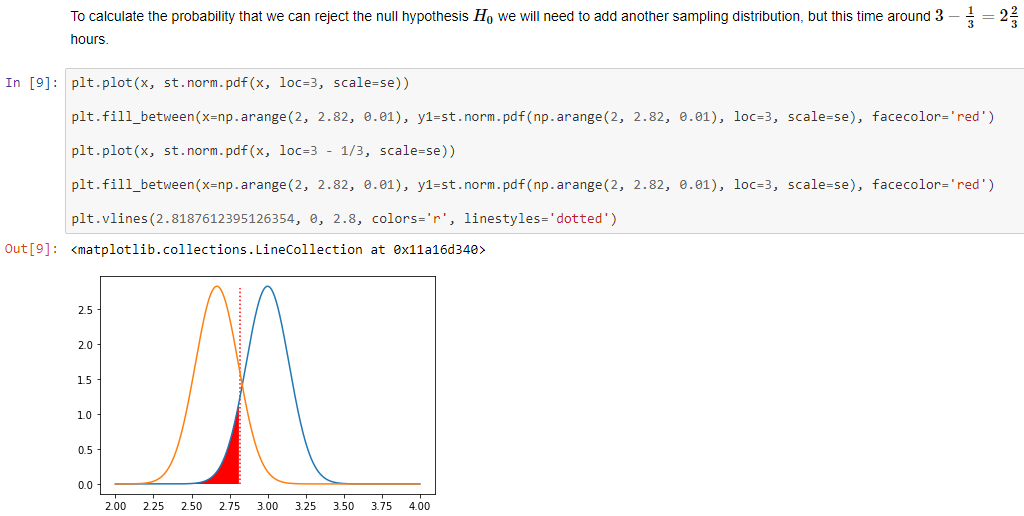 To calculate the probability that we can reject the null hypothesis H₀ we will need to add another sampling distribution, but this time around 3 − 1/3 = 2 2/3
hours.
In [9]: plt.plot(x, st.norm.pdf(x, loc=3, scale=se))
plt.fill_between(x=np.arange(2, 2.82, 0.01), y1=st.norm.pdf(np.arange(2, 2.82, 0.01), loc=3, scale=se), facecolor='red')
plt.plot(x, st.norm.pdf(x, loc=3 - 1/3, scale=se))
plt.fill_between(x=np.arange(2, 2.82, 0.01), y1=st.norm.pdf(np.arange(2, 2.82, 0.01), loc=3, scale=se), facecolor='red')
plt.vlines(2.8187612395126354, 0, 2.8, colors='r', linestyles='dotted')
Out[9]: <matplotlib.collections.LineCollection at 0x11a16d340>
2.5
2.0
1.5
1.0
0.5
0.0
2.00 2.25 2.50 2.75 3.00 3.25 3.50 3.75 4.00